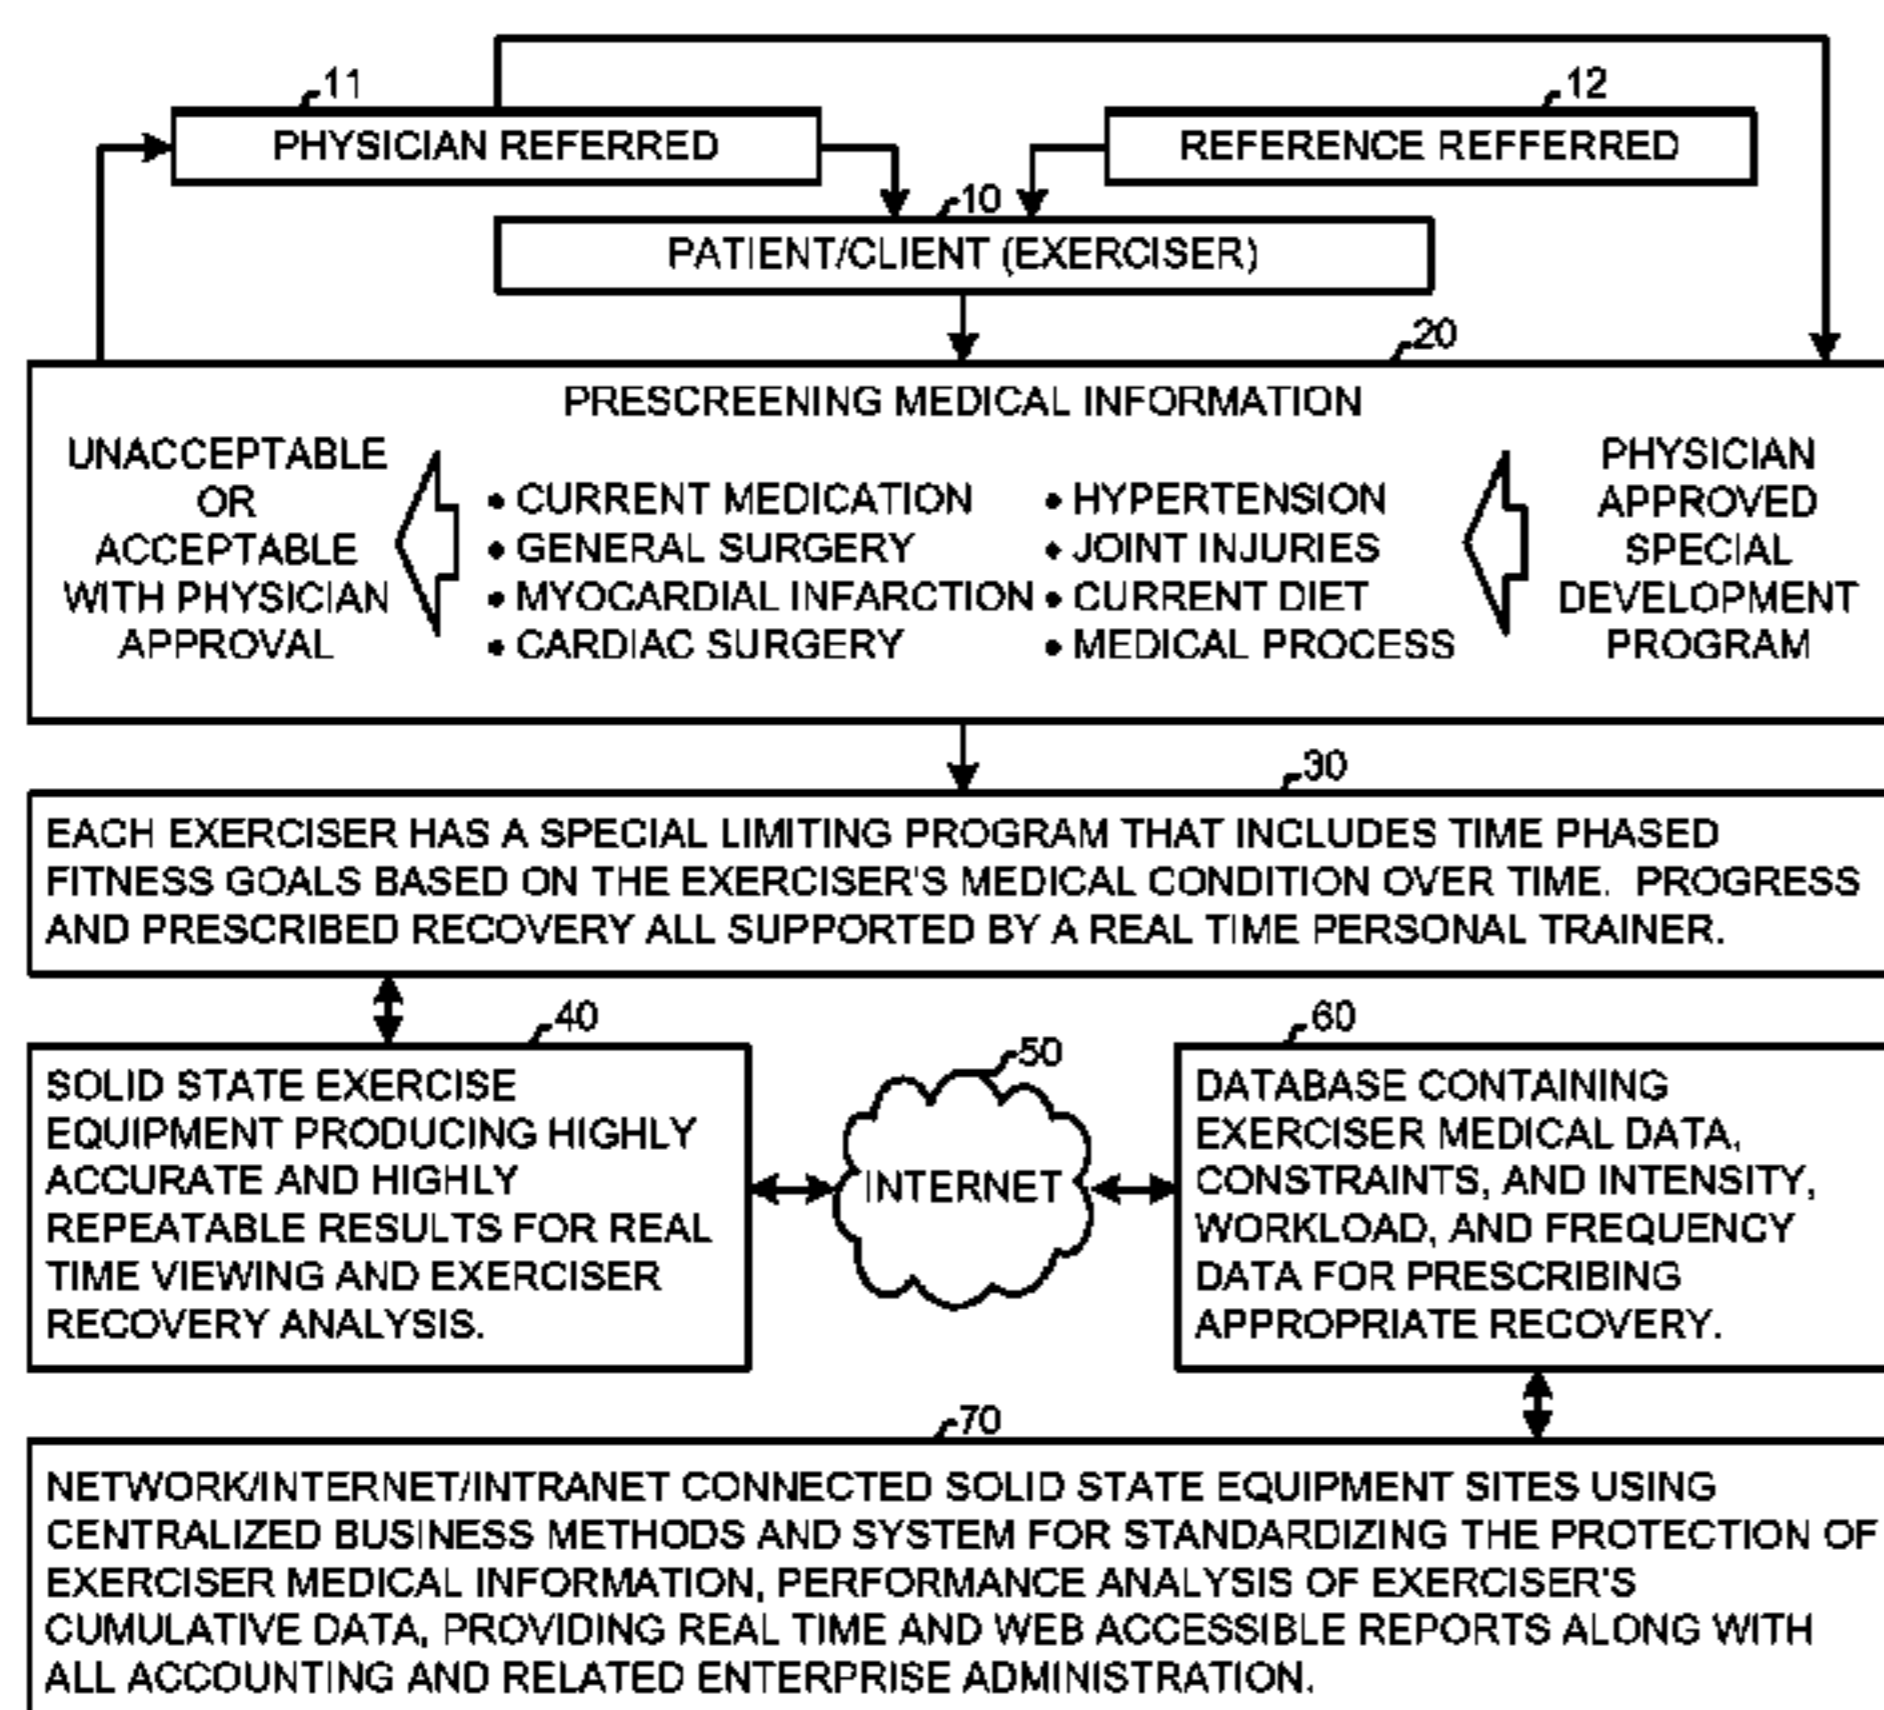 11
12
PHYSICIAN REFERRED
REFERENCE REFFERRED
10
PATIENT/CLIENT (EXERCISER)
20
PRESCREENING MEDICAL INFORMATION
UNACCEPTABLE
OR
ACCEPTABLE
WITH PHYSICIAN
APPROVAL
• CURRENT MEDICATION
• GENERAL SURGERY
• MYOCARDIAL INFARCTION
• CARDIAC SURGERY
• HYPERTENSION
• JOINT INJURIES
• CURRENT DIET
• MEDICAL PROCESS
PHYSICIAN
APPROVED
SPECIAL
DEVELOPMENT
PROGRAM
30
EACH EXERCISER HAS A SPECIAL LIMITING PROGRAM THAT INCLUDES TIME PHASED
FITNESS GOALS BASED ON THE EXERCISER'S MEDICAL CONDITION OVER TIME. PROGRESS
AND PRESCRIBED RECOVERY ALL SUPPORTED BY A REAL TIME PERSONAL TRAINER.
40
SOLID STATE EXERCISE
EQUIPMENT PRODUCING HIGHLY
ACCURATE AND HIGHLY
REPEATABLE RESULTS FOR REAL
TIME VIEWING AND EXERCISER
RECOVERY ANALYSIS.
50
INTERNET
60
DATABASE CONTAINING
EXERCISER MEDICAL DATA,
CONSTRAINTS, AND INTENSITY,
WORKLOAD, AND FREQUENCY
DATA FOR PRESCRIBING
APPROPRIATE RECOVERY.
70
NETWORK/INTERNET/INTRANET CONNECTED SOLID STATE EQUIPMENT SITES USING
CENTRALIZED BUSINESS METHODS AND SYSTEM FOR STANDARDIZING THE PROTECTION OF
EXERCISER MEDICAL INFORMATION, PERFORMANCE ANALYSIS OF EXERCISER'S
CUMULATIVE DATA, PROVIDING REAL TIME AND WEB ACCESSIBLE REPORTS ALONG WITH
ALL ACCOUNTING AND RELATED ENTERPRISE ADMINISTRATION.